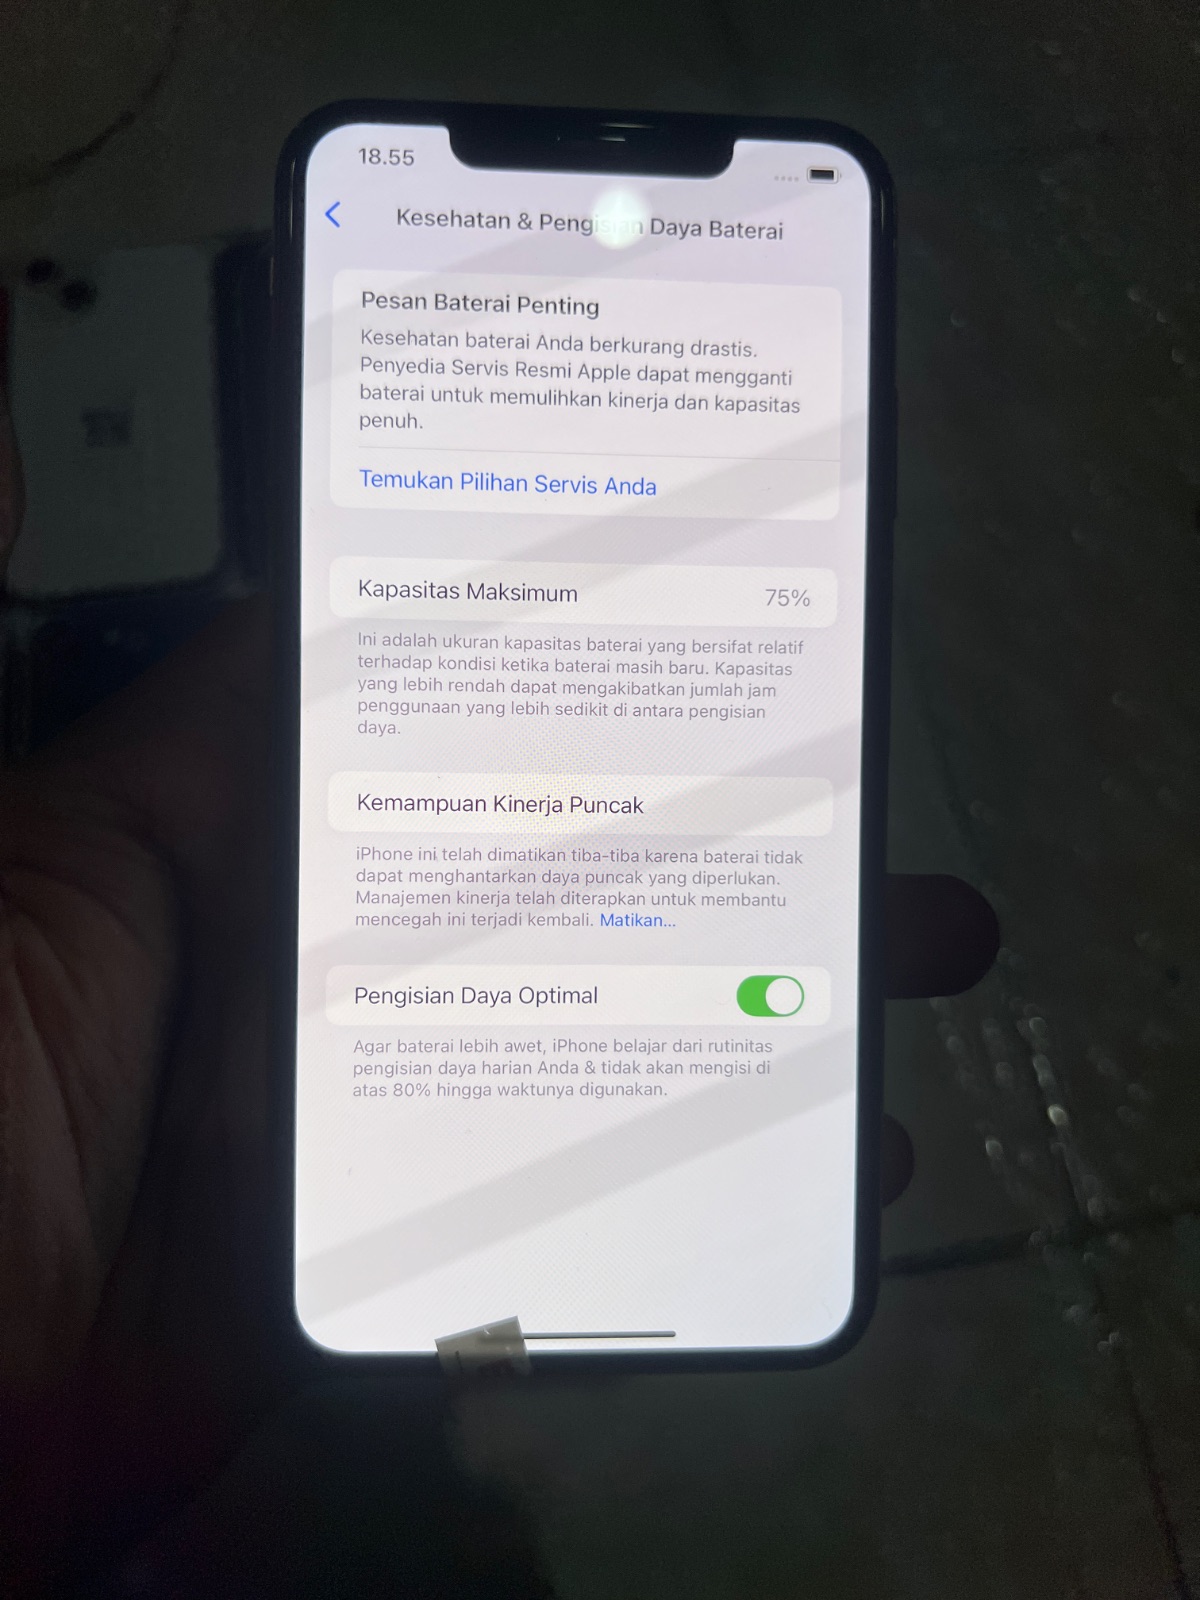 18.55
Kesehatan & Pengisian Daya Baterai
Pesan Baterai Penting
Kesehatan baterai Anda berkurang drastis.
Penyedia Servis Resmi Apple dapat mengganti
baterai untuk memulihkan kinerja dan kapasitas
penuh.
Temukan Pilihan Servis Anda
Kapasitas Maksimum 75%
Ini adalah ukuran kapasitas baterai yang bersifat relatif
terhadap kondisi ketika baterai masih baru. Kapasitas
yang lebih rendah dapat mengakibatkan jumlah jam
penggunaan yang lebih sedikit di antara pengisian
daya.
Kemampuan Kinerja Puncak
iPhone ini telah dimatikan tiba-tiba karena baterai tidak
dapat menghantarkan daya puncak yang diperlukan.
Manajemen kinerja telah diterapkan untuk membantu
mencegah ini terjadi kembali. Matikan...
Pengisian Daya Optimal
Agar baterai lebih awet, iPhone belajar dari rutinitas
pengisian daya harian Anda & tidak akan mengisi di
atas 80% hingga waktunya digunakan.